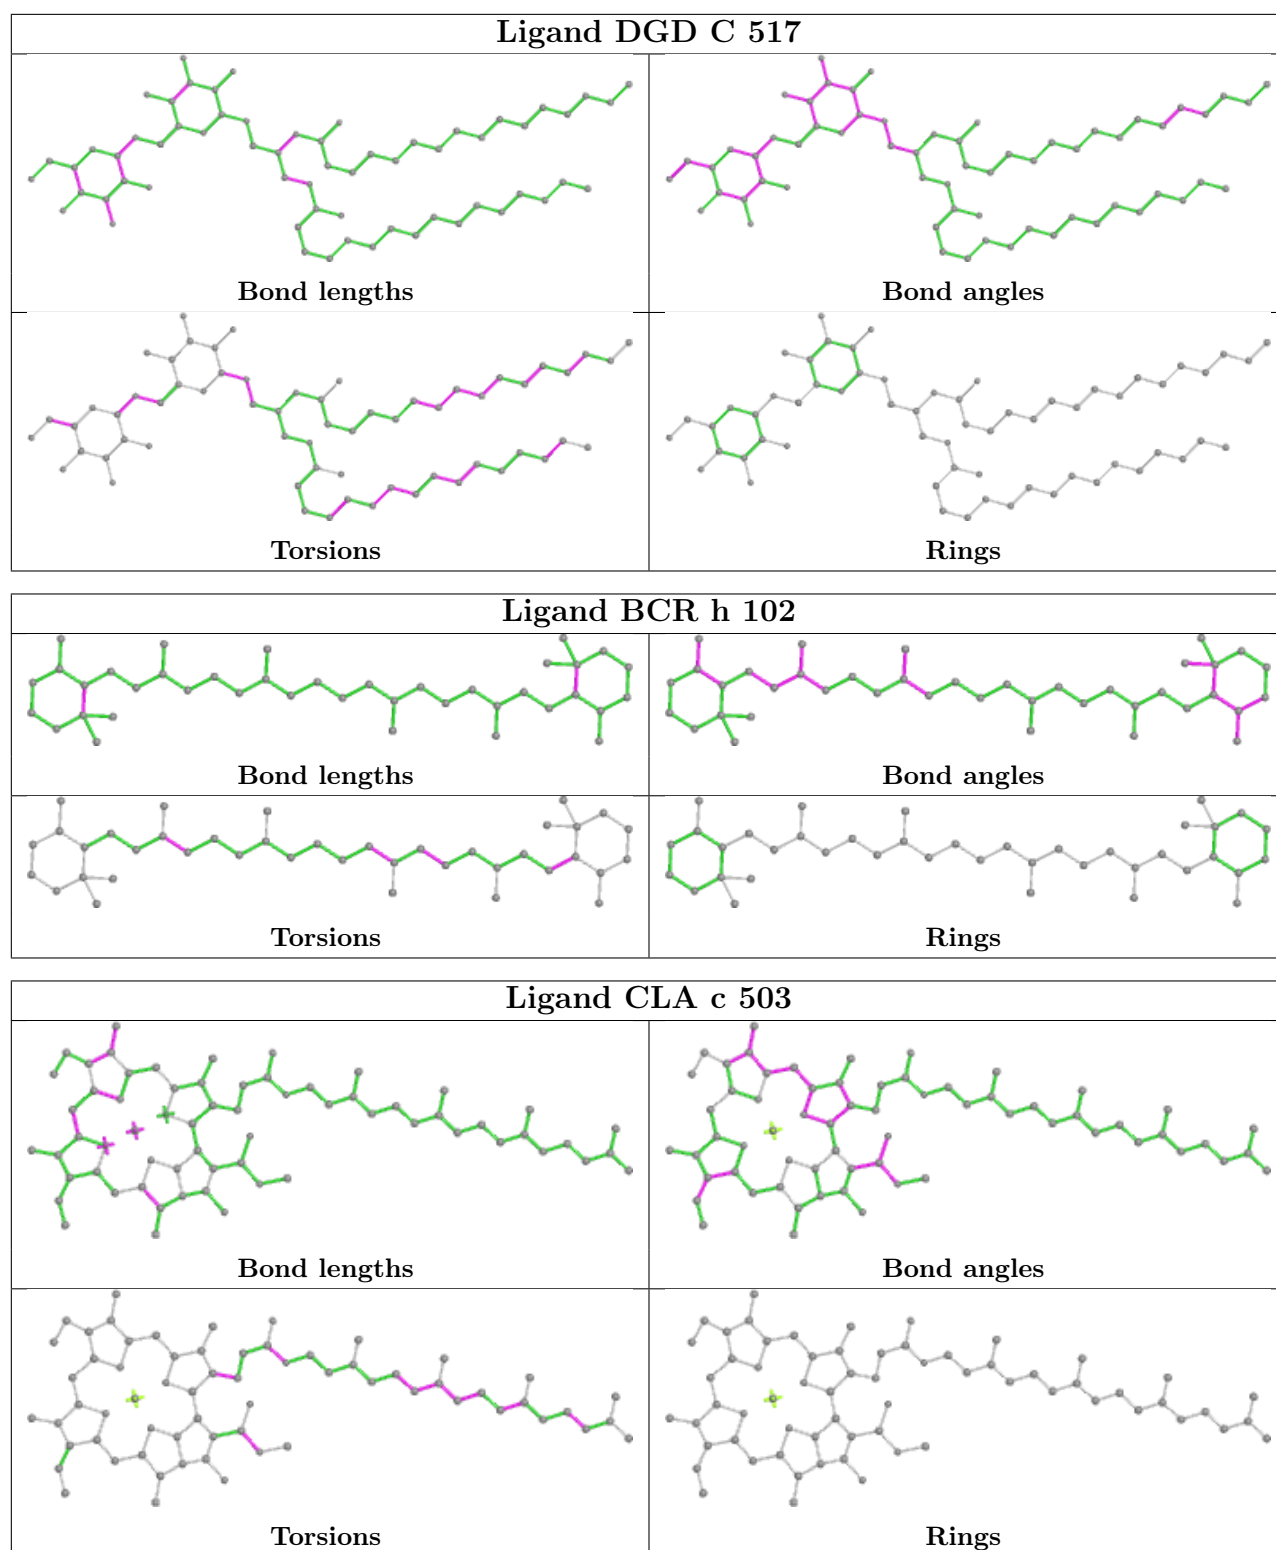 Ligand DGD C 517
Bond lengths
Bond angles
Torsions
Rings
Ligand BCR h 102
Bond lengths
Bond angles
Torsions
Rings
Ligand CLA c 503
Bond lengths
Bond angles
Torsions
Rings